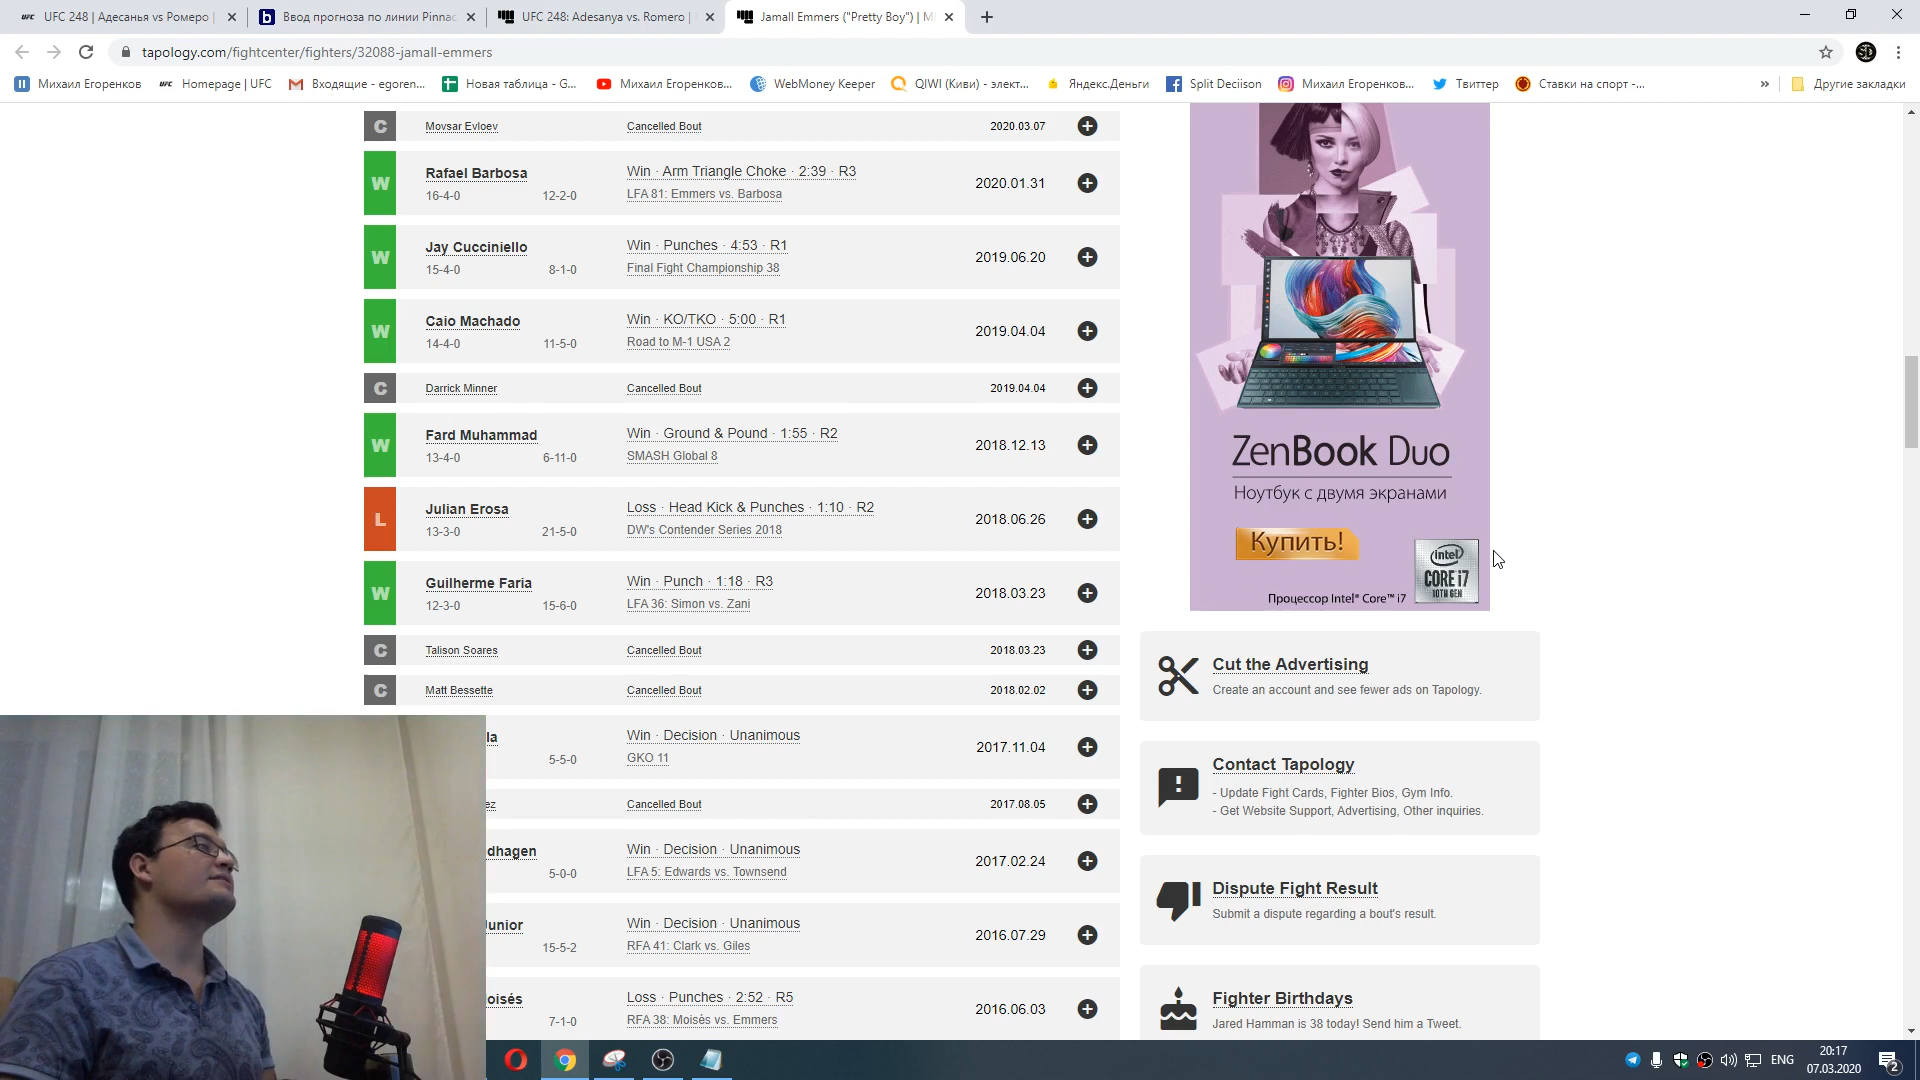 UFC 248 | Адесанья vs Ромеро |
Ввод прогноза по линии Pinnac
UFC 248: Adesanya vs. Romero |
Jamall Emmers ("Pretty Boy") | M
tapology.com/fightcenter/fighters/32088-jamall-emmers
Михаил Егоренков
Homepage | UFC
Входящие - egoren...
Новая таблица - G...
Михаил Егоренков...
WebMoney Keeper
QIWI (Киви) - элект...
Яндекс.Деньги
Split Deciison
Михаил Егоренков...
Твиттер
Ставки на спорт -...
»
Другие закладки
C Movsar Evloev Cancelled Bout 2020.03.07
W Rafael Barbosa Win · Arm Triangle Choke · 2:39 · R3 2020.01.31
16-4-0 12-2-0 LFA 81: Emmers vs. Barbosa
W Jay Cucciniello Win · Punches · 4:53 · R1 2019.06.20
15-4-0 8-1-0 Final Fight Championship 38
W Caio Machado Win · KO/TKO · 5:00 · R1 2019.04.04
14-4-0 11-5-0 Road to M-1 USA 2
C Darrick Minner Cancelled Bout 2019.04.04
W Fard Muhammad Win · Ground & Pound · 1:55 · R2 2018.12.13
13-4-0 6-11-0 SMASH Global 8
L Julian Erosa Loss · Head Kick & Punches · 1:10 · R2 2018.06.26
13-3-0 21-5-0 DW's Contender Series 2018
W Guilherme Faria Win · Punch · 1:18 · R3 2018.03.23
12-3-0 15-6-0 LFA 36: Simon vs. Zani
C Talison Soares Cancelled Bout 2018.03.23
C Matt Bessette Cancelled Bout 2018.02.02
la Win · Decision · Unanimous 2017.11.04
5-5-0 GKO 11
ez Cancelled Bout 2017.08.05
dhagen Win · Decision · Unanimous 2017.02.24
5-0-0 LFA 5: Edwards vs. Townsend
unior Win · Decision · Unanimous 2016.07.29
15-5-2 RFA 41: Clark vs. Giles
oisés Loss · Punches · 2:52 · R5 2016.06.03
7-1-0 RFA 38: Moisés vs. Emmers
ZenBook Duo
Ноутбук с двумя экранами
Купить!
intel
CORE i7
10TH GEN
Процессор Intel® Core™ i7
Cut the Advertising
Create an account and see fewer ads on Tapology.
Contact Tapology
- Update Fight Cards, Fighter Bios, Gym Info.
- Get Website Support, Advertising, Other inquiries.
Dispute Fight Result
Submit a dispute regarding a bout's result.
Fighter Birthdays
Jared Hamman is 38 today! Send him a Tweet.
ENG
20:17
07.03.2020
2